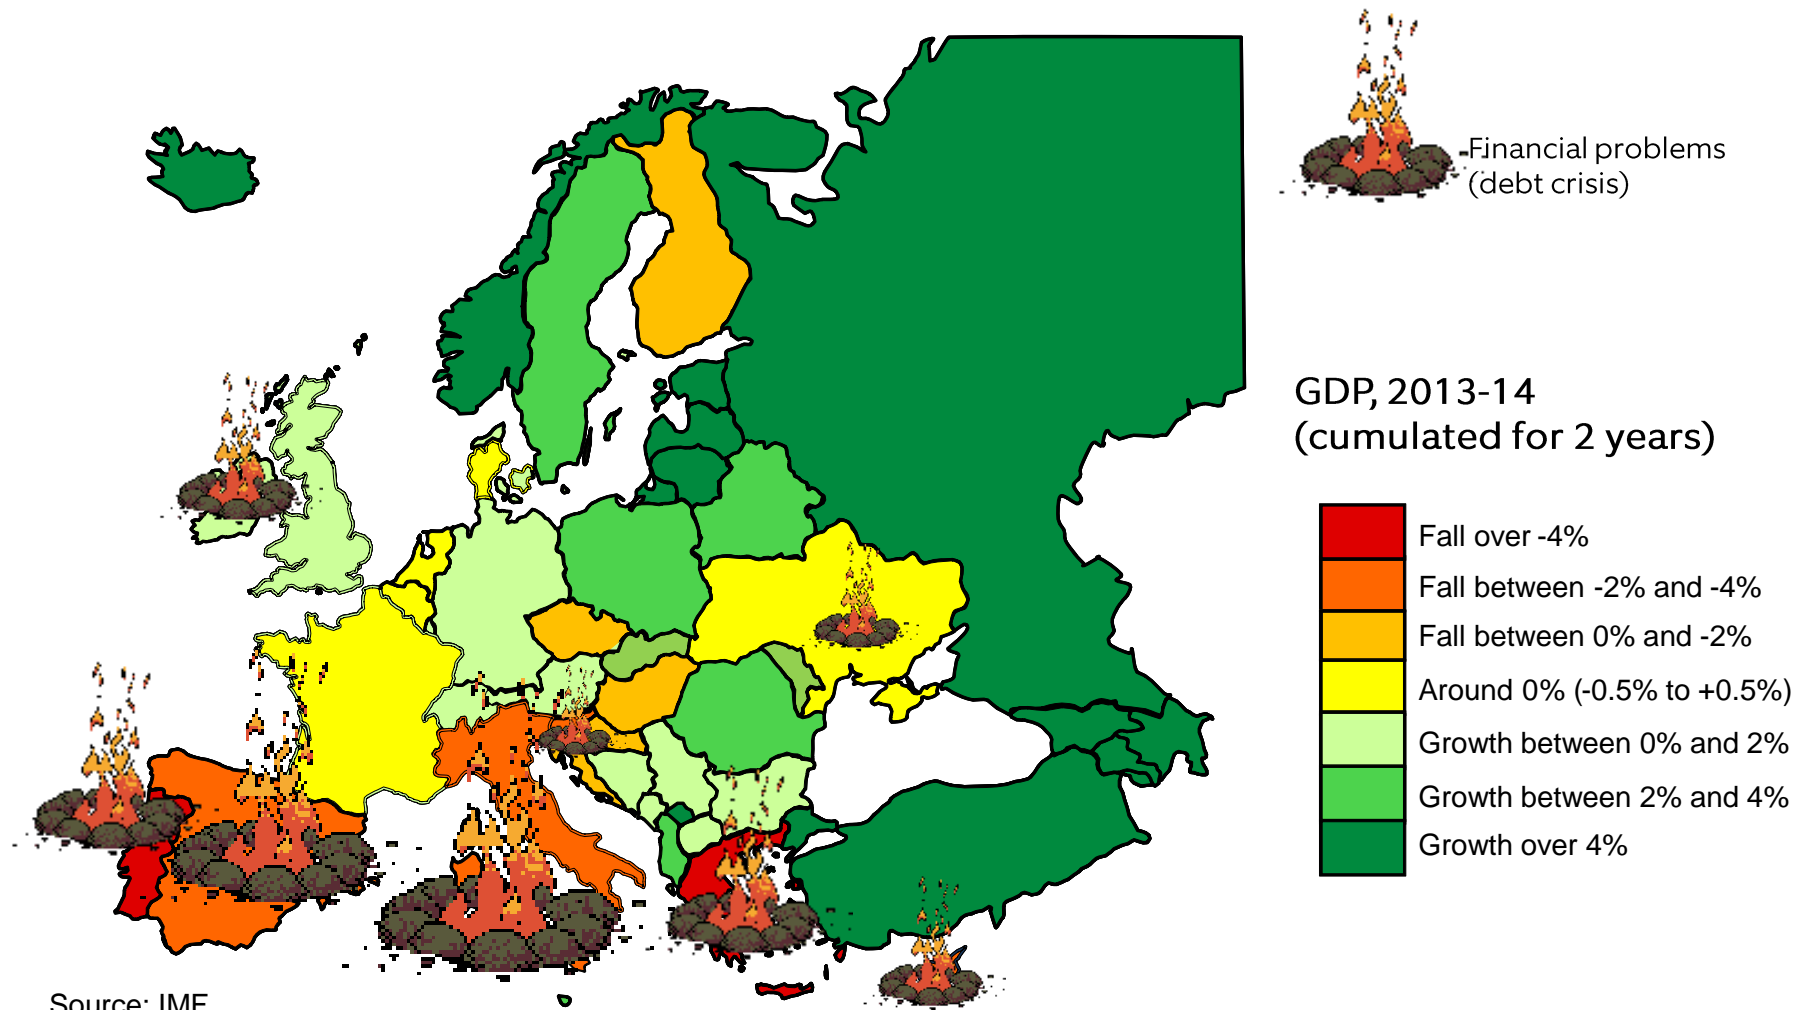 Financial problems
(debt crisis)
GDP, 2013-14
(cumulated for 2 years)
Fall over -4%
Fall between -2% and -4%
Fall between 0% and -2%
Around 0% (-0.5% to +0.5%)
Growth between 0% and 2%
Growth between 2% and 4%
Growth over 4%
Source: IMF